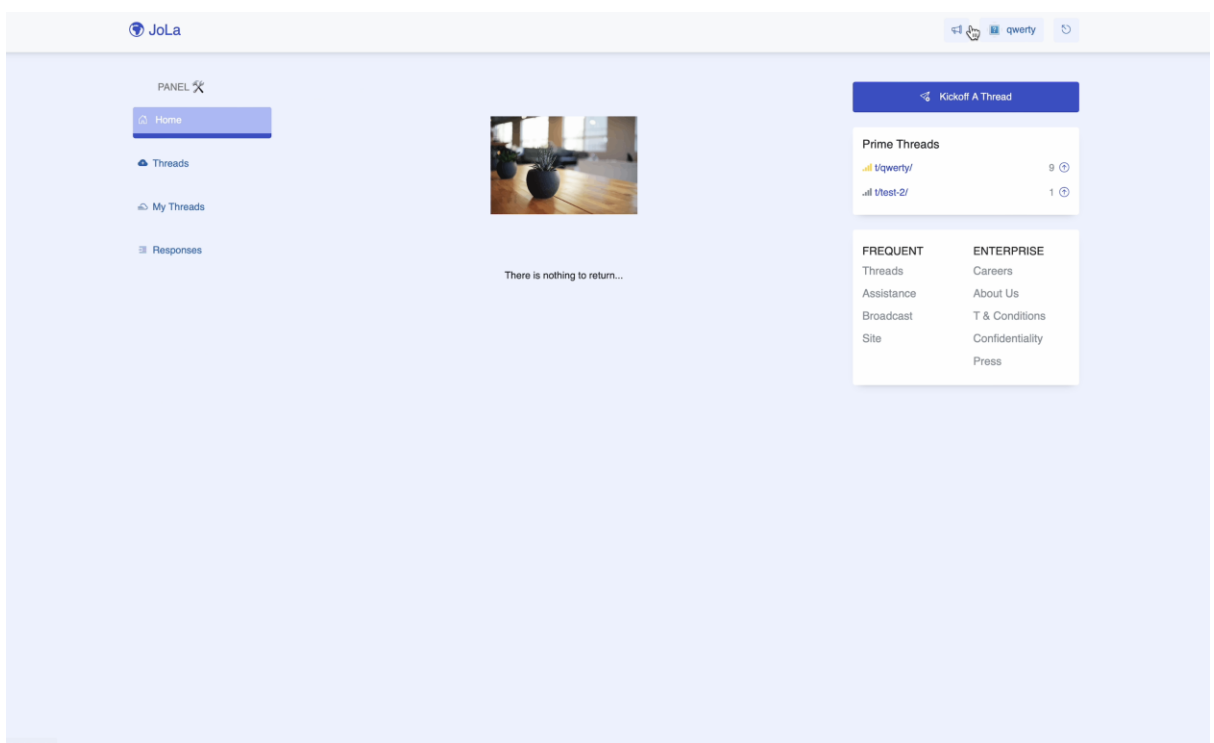 JoLa
qwerty
PANEL
Home
Threads
My Threads
Responses
There is nothing to return...
Kickoff A Thread
Prime Threads
t/qwerty/ 9
t/test-2/ 1
FREQUENT
Threads
Assistance
Broadcast
Site
ENTERPRISE
Careers
About Us
T & Conditions
Confidentiality
Press